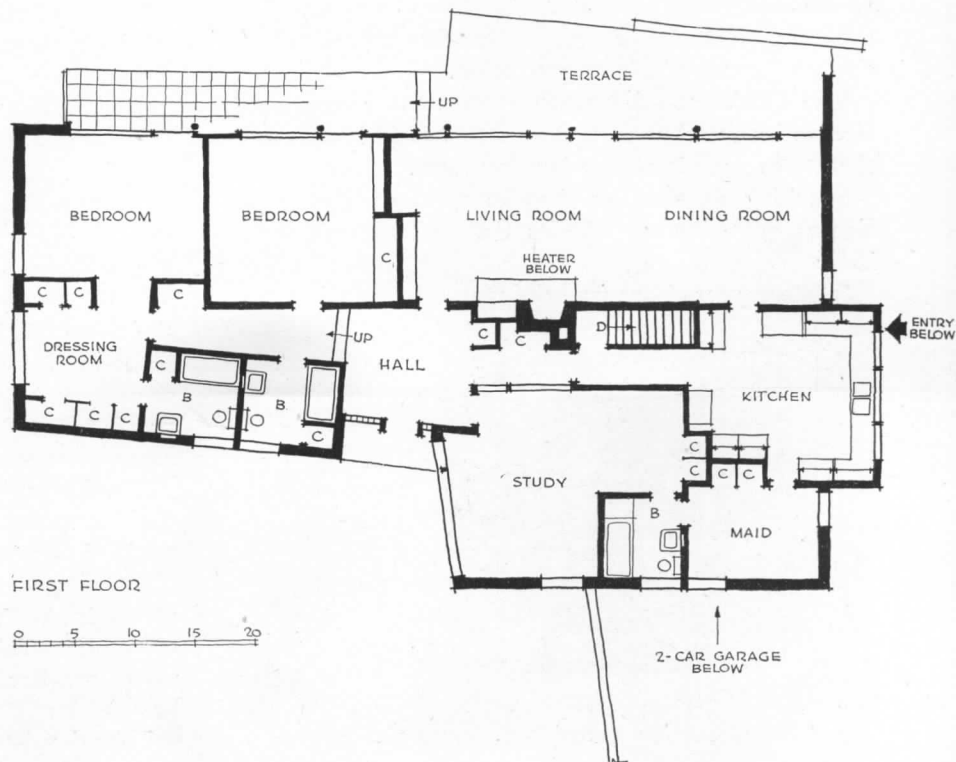 TERRACE
UP
BEDROOM
BEDROOM
LIVING ROOM
DINING ROOM
C
HEATER
BELOW
C
C
C
UP
D
ENTRY
BELOW
C
C
DRESSING
ROOM
HALL
C
B
B
KITCHEN
C
C
C
C
C
C
C
C
STUDY
B
MAID
FIRST FLOOR
0 5 10 15 20
2-CAR GARAGE
BELOW